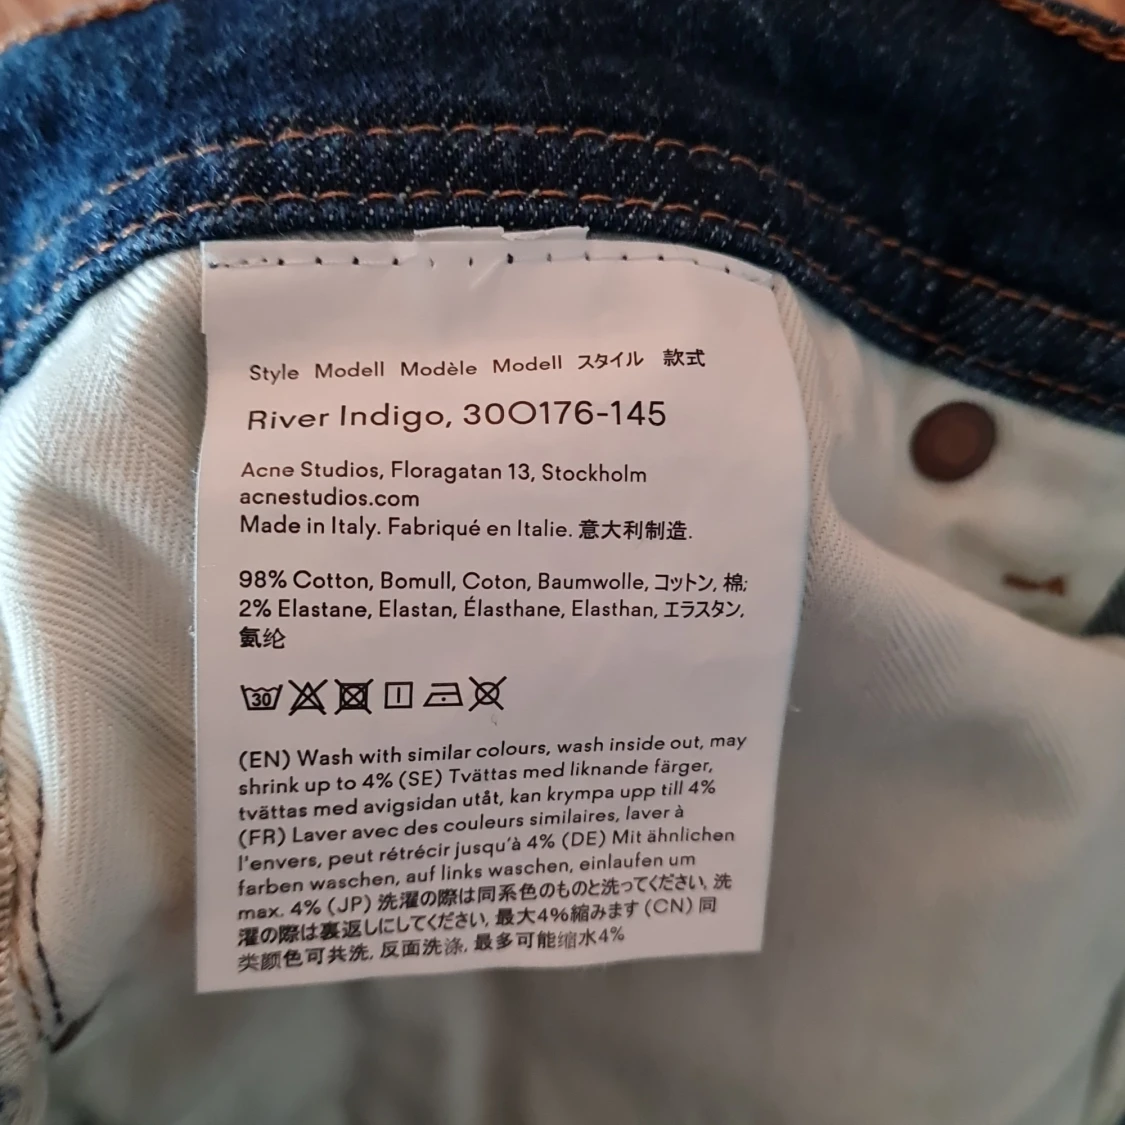 Style Modell Modèle Modell スタイル 款式
River Indigo, 30O176-145
Acne Studios, Floragatan 13, Stockholm
acnestudios.com
Made in Italy. Fabriqué en Italie. 意大利制造.
98% Cotton, Bomull, Coton, Baumwolle, コットン, 棉;
2% Elastane, Elastan, Élasthane, Elasthan, エラスタン,
氨纶
30
(EN) Wash with similar colours, wash inside out, may
shrink up to 4% (SE) Tvättas med liknande färger,
tvättas med avigsidan utåt, kan krympa upp till 4%
(FR) Laver avec des couleurs similaires, laver à
l'envers, peut rétrécir jusqu'à 4% (DE) Mit ähnlichen
farben waschen, auf links waschen, einlaufen um
max. 4% (JP) 洗濯の際は同系色のものと洗ってください, 洗
濯の際は裏返しにしてください, 最大4%縮みます (CN) 同
类颜色可共洗, 反面洗涤, 最多可能缩水4%